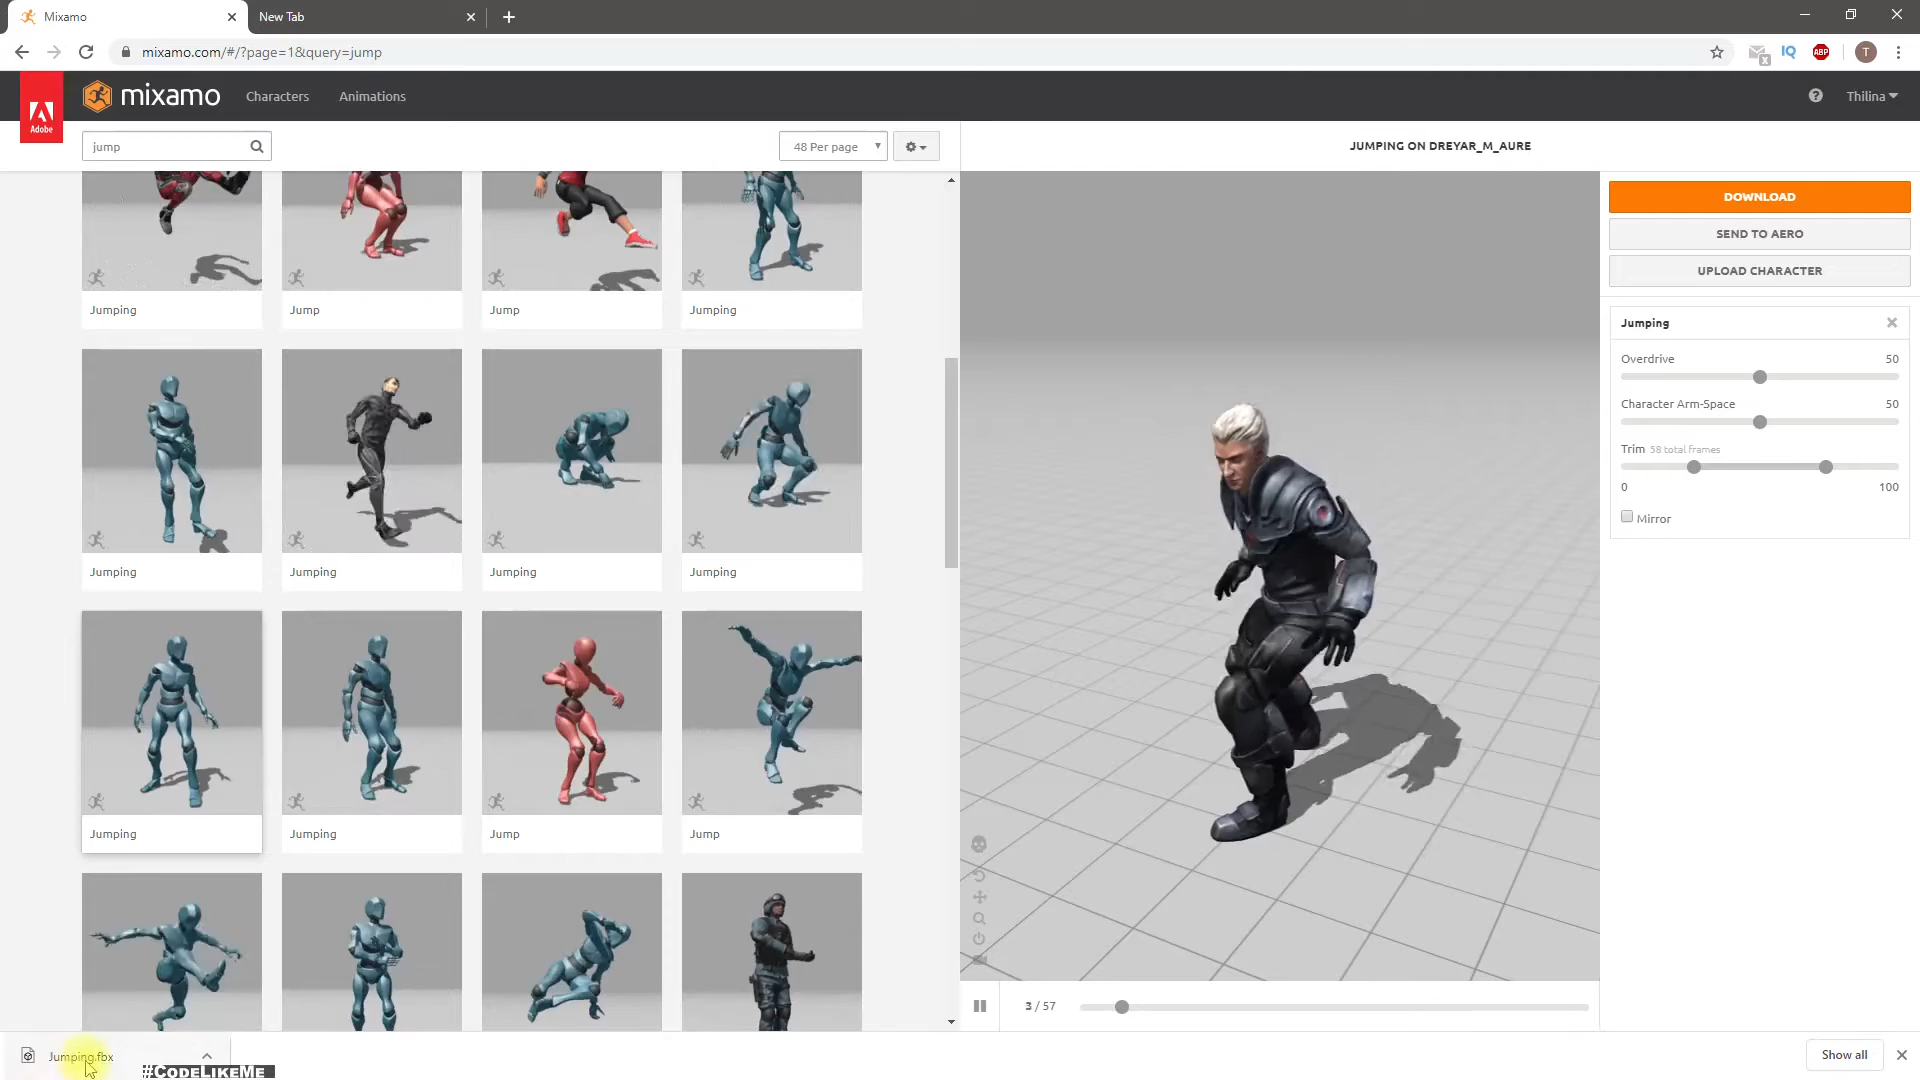 Mixamo
New Tab
mixamo.com/#/?page=1&query=jump
IQ
ABP
T
x
Adobe
mixamo
Characters
Animations
Thilina
jump
48 Per page
JUMPING ON DREYAR_M_AURE
DOWNLOAD
SEND TO AERO
UPLOAD CHARACTER
Jumping
Overdrive 50
Character Arm-Space 50
Trim 58 total frames
0 100
Mirror
Jumping
Jump
Jump
Jumping
Jumping
Jumping
Jumping
Jumping
Jumping
Jumping
Jump
Jump
3 / 57
Jumping.fbx
#CodeLikeMe
Show all